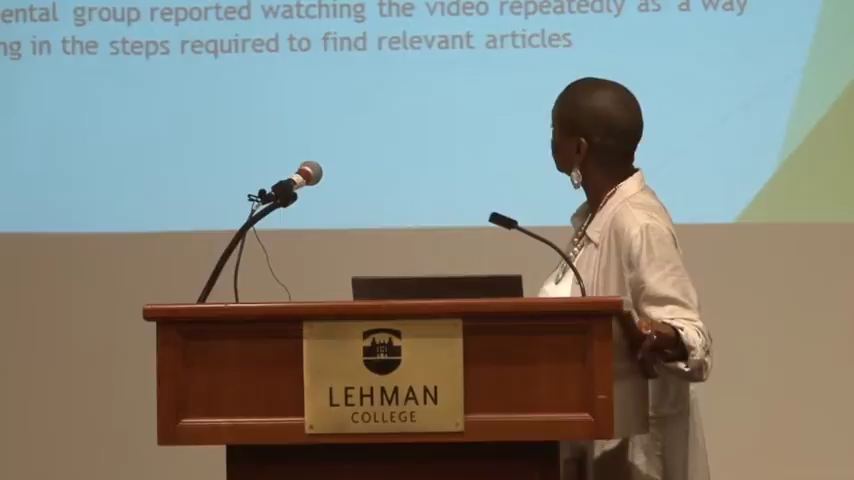 ental group reported watching the video repeatedly as a way
ng in the steps required to find relevant articles
LEHMAN
COLLEGE